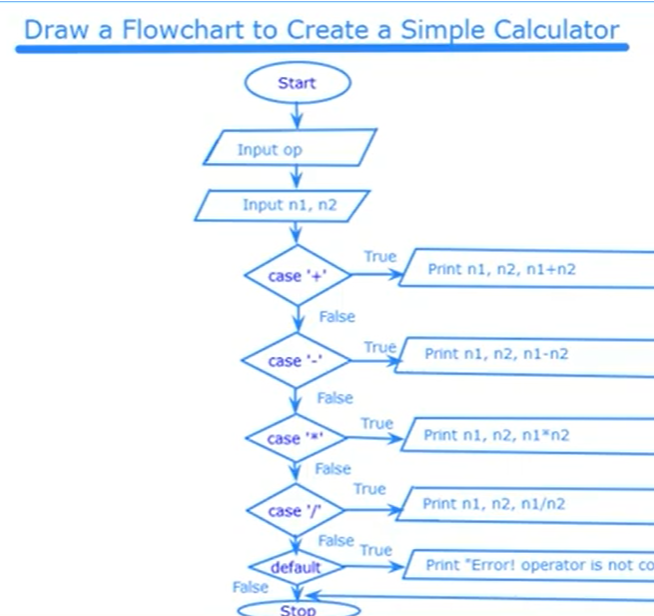 Draw a Flowchart to Create a Simple Calculator
Start
Input op
Input n1, n2
case '+'
True
Print n1, n2, n1+n2
False
case '-'
True
Print n1, n2, n1-n2
False
case '*'
True
Print n1, n2, n1*n2
False
case '/'
True
Print n1, n2, n1/n2
False
default
True
Print "Error! operator is not co
False
Stop